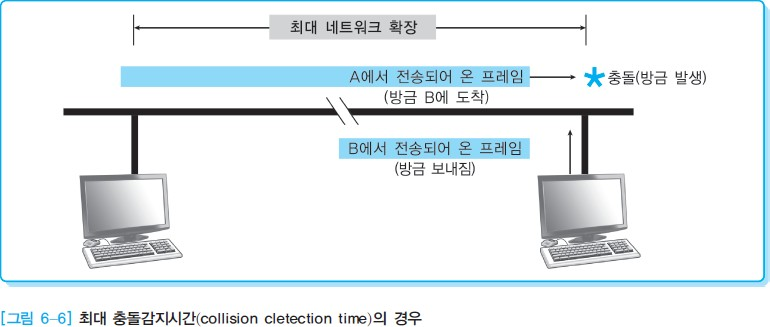 최대 네트워크 확장
A에서 전송되어 온 프레임
(방금 B에 도착)
충돌(방금 발생)
B에서 전송되어 온 프레임
(방금 보내짐)
[그림 6-6] 최대 충돌감지시간(collision cletection time)의 경우